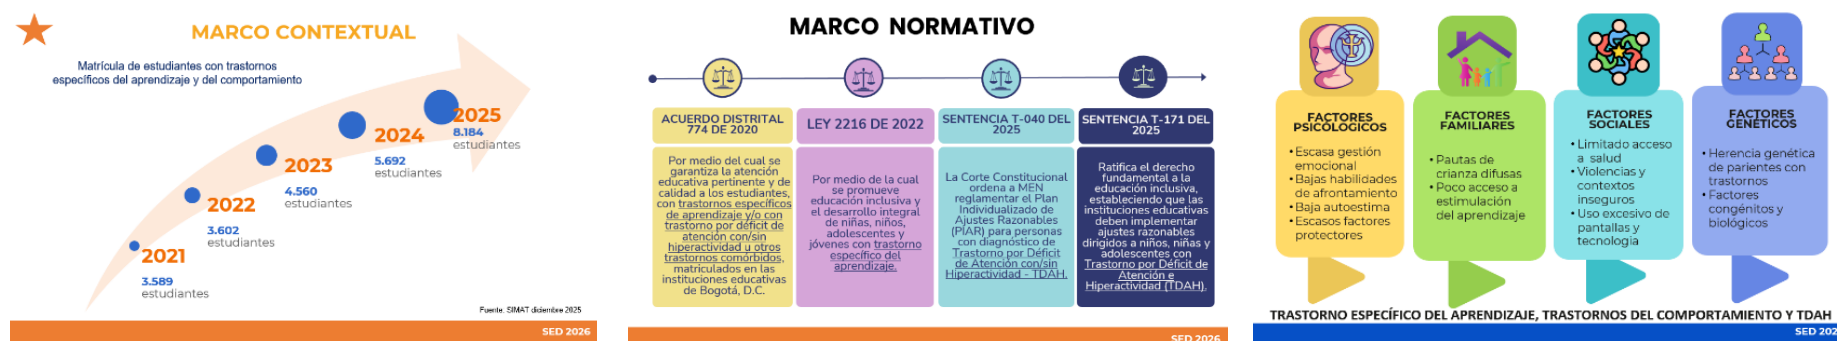 MARCO CONTEXTUAL
Matrícula de estudiantes con trastornos
específicos del aprendizaje y del comportamiento
2025
8.184
estudiantes
2024
5.692
estudiantes
2023
4.560
estudiantes
2022
3.602
estudiantes
2021
3.589
estudiantes
Fuente: SIMAT diciembre 2025
SED 2026
MARCO NORMATIVO
ACUERDO DISTRITAL
774 DE 2020
Por medio del cual se
garantiza la atención
educativa pertinente y de
calidad a los estudiantes,
con trastornos específicos
de aprendizaje y/o con
trastorno por déficit de
atención con/sin
hiperactividad u otros
trastornos comórbidos,
matriculados en las
instituciones educativas
de Bogotá, D.C.
LEY 2216 DE 2022
Por medio de la cual
se promueve
educación inclusiva y
el desarrollo integral
de niñas, niños,
adolescentes y
jóvenes con trastorno
específico del
aprendizaje.
SENTENCIA T-040 DEL
2025
La Corte Constitucional
ordena a MEN
reglamentar el Plan
Individualizado de
Ajustes Razonables
(PIAR) para personas
con diagnóstico de
Trastorno por Déficit
de Atención con/sin
Hiperactividad - TDAH.
SENTENCIA T-171 DEL
2025
Ratifica el derecho
fundamental a la
educación inclusiva,
estableciendo que las
instituciones educativas
deben implementar
ajustes razonables
dirigidos a niños, niñas y
adolescentes con
Trastorno por Déficit de
Atención e
Hiperactividad (TDAH).
SED 2026
FACTORES
PSICOLÓGICOS
• Escasa gestión
emocional
• Bajas habilidades
de afrontamiento
• Baja autoestima
• Escasos factores
protectores
FACTORES
FAMILIARES
• Pautas de
crianza difusas
• Poco acceso a
estimulación
del aprendizaje
FACTORES
SOCIALES
• Limitado acceso
a salud
• Violencias y
contextos
inseguros
• Uso excesivo de
pantallas y
tecnología
FACTORES
GENÉTICOS
• Herencia genética
de parientes con
trastornos
• Factores
congénitos y
biológicos
TRASTORNO ESPECÍFICO DEL APRENDIZAJE, TRASTORNOS DEL COMPORTAMIENTO Y TDAH
SED 202